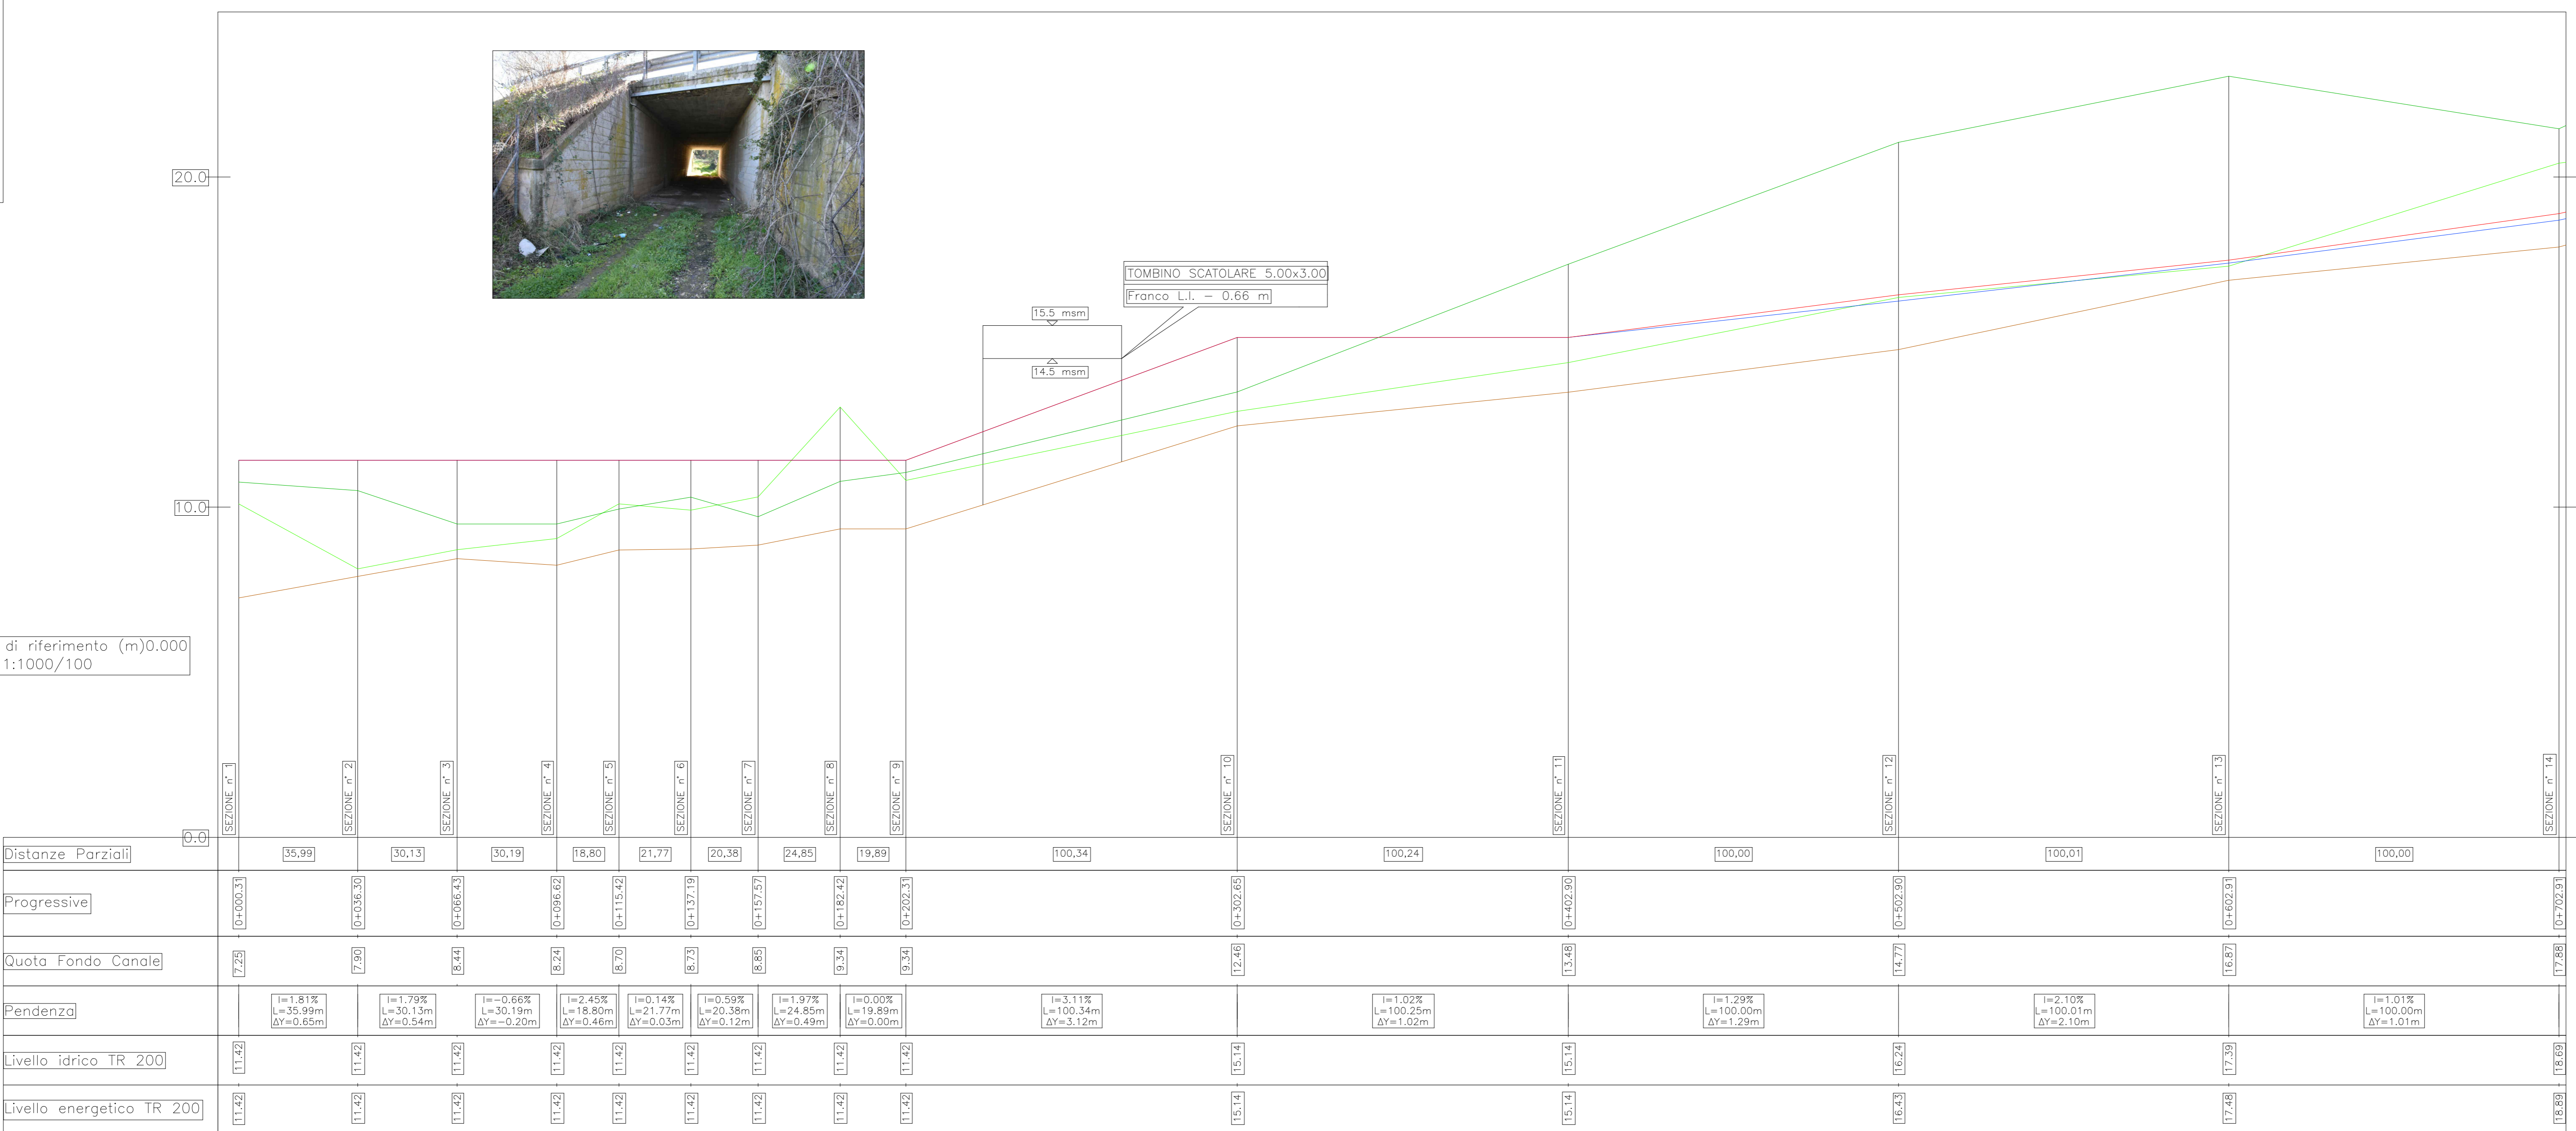 TOMBINO SCATOLARE 5.00x3.00
Franco L.I. - 0.66 m
15.5 msm
14.5 msm
20.0
10.0
di riferimento (m)0.000
1:1000/100
0.0
SEZIONE n° 1
SEZIONE n° 2
SEZIONE n° 3
SEZIONE n° 4
SEZIONE n° 5
SEZIONE n° 6
SEZIONE n° 7
SEZIONE n° 8
SEZIONE n° 9
SEZIONE n° 10
SEZIONE n° 11
SEZIONE n° 12
SEZIONE n° 13
SEZIONE n° 14
Distanze Parziali 35,99 30,13 30,19 18,80 21,77 20,38 24,85 19,89 100,34 100,24 100,00 100,01 100,00
Progressive 0+000.31 0+036.30 0+066.43 0+096.62 0+115.42 0+137.19 0+157.57 0+182.42 0+202.31 0+302.65 0+402.90 0+502.90 0+602.91 0+702.91
Quota Fondo Canale 7.25 7.90 8.44 8.24 8.70 8.73 8.85 9.34 9.34 12.46 13.48 14.77 16.87 17.88
Pendenza
I=1.81% I=1.79% I=-0.66% I=2.45% I=0.14% I=0.59% I=1.97% I=0.00% I=3.11% I=1.02% I=1.29% I=2.10% I=1.01%
L=35.99m L=30.13m L=30.19m L=18.80m L=21.77m L=20.38m L=24.85m L=19.89m L=100.34m L=100.25m L=100.00m L=100.01m L=100.00m
ΔY=0.65m ΔY=0.54m ΔY=-0.20m ΔY=0.46m ΔY=0.03m ΔY=0.12m ΔY=0.49m ΔY=0.00m ΔY=3.12m ΔY=1.02m ΔY=1.29m ΔY=2.10m ΔY=1.01m
Livello idrico TR 200 11.42 11.42 11.42 11.42 11.42 11.42 11.42 11.42 11.42 15.14 15.14 16.24 17.39 18.69
Livello energetico TR 200 11.42 11.42 11.42 11.42 11.42 11.42 11.42 11.42 11.42 15.14 15.14 16.43 17.48 18.89